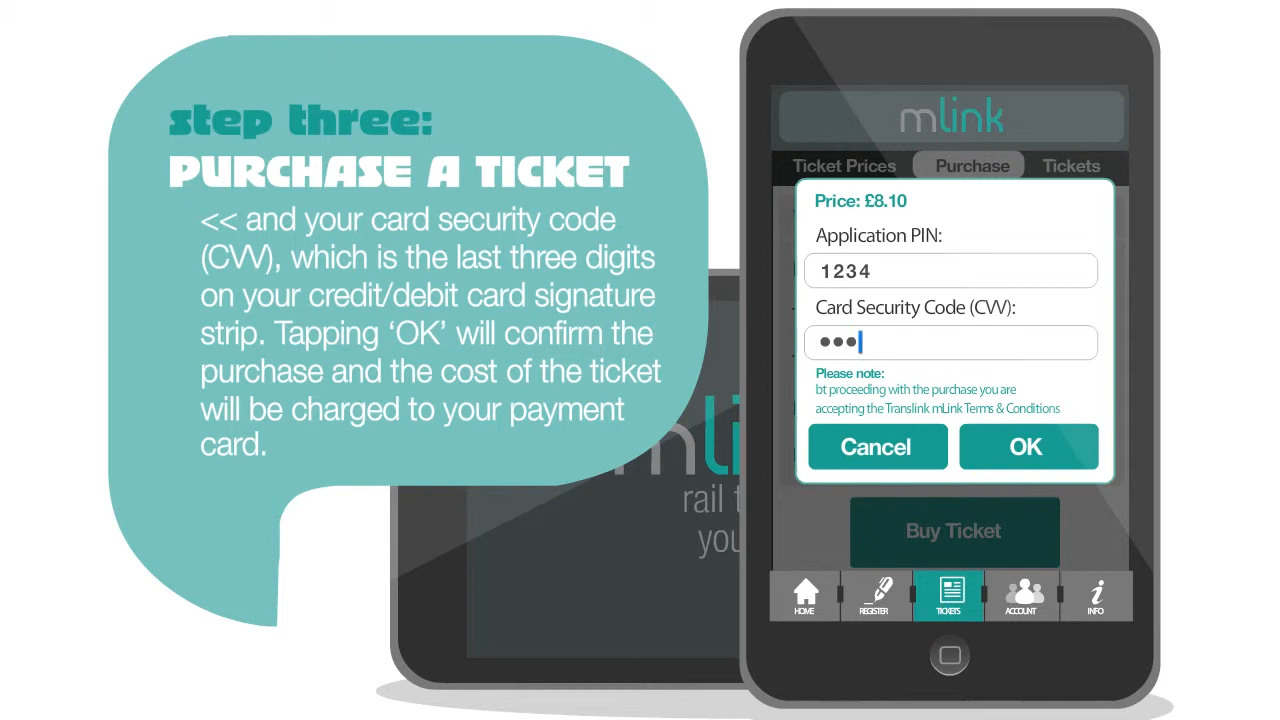 step three:
PURCHASE A TICKET
<< and your card security code
(CVV), which is the last three digits
on your credit/debit card signature
strip. Tapping ‘OK’ will confirm the
purchase and the cost of the ticket
will be charged to your payment
card.
mlink
Ticket Prices Purchase Tickets
Price: £8.10
Application PIN:
1234
Card Security Code (CVV):
Please note:
bt proceeding with the purchase you are
accepting the Translink mLink Terms & Conditions
Cancel OK
Buy Ticket
HOME REGISTER TICKETS ACCOUNT INFO
rail